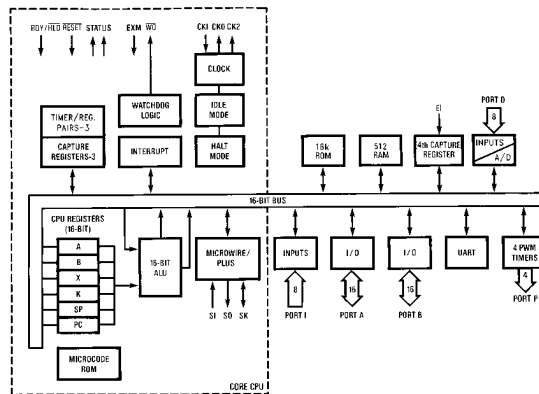 RDY/HLD RESET STATUS EXM WO CKI CKO CK2
CLOCK
TIMER/REG.
PAIRS-3
CAPTURE
REGISTERS-3
WATCHDOG
LOGIC
INTERRUPT
IDLE
MODE
HALT
MODE
PORT D
8
EI
16k
ROM
512
RAM
4th CAPTURE
REGISTER
INPUTS
A/D
16-BIT BUS
CPU REGISTERS
(16-BIT)
A
B
X
K
SP
PC
16-BIT
ALU
MICROWIRE/
PLUS
SI SO SK
MICROCODE
ROM
CORE CPU
INPUTS
8
PORT I
I/O
16
PORT A
I/O
16
PORT B
UART
4 PWM
TIMERS
4
PORT P